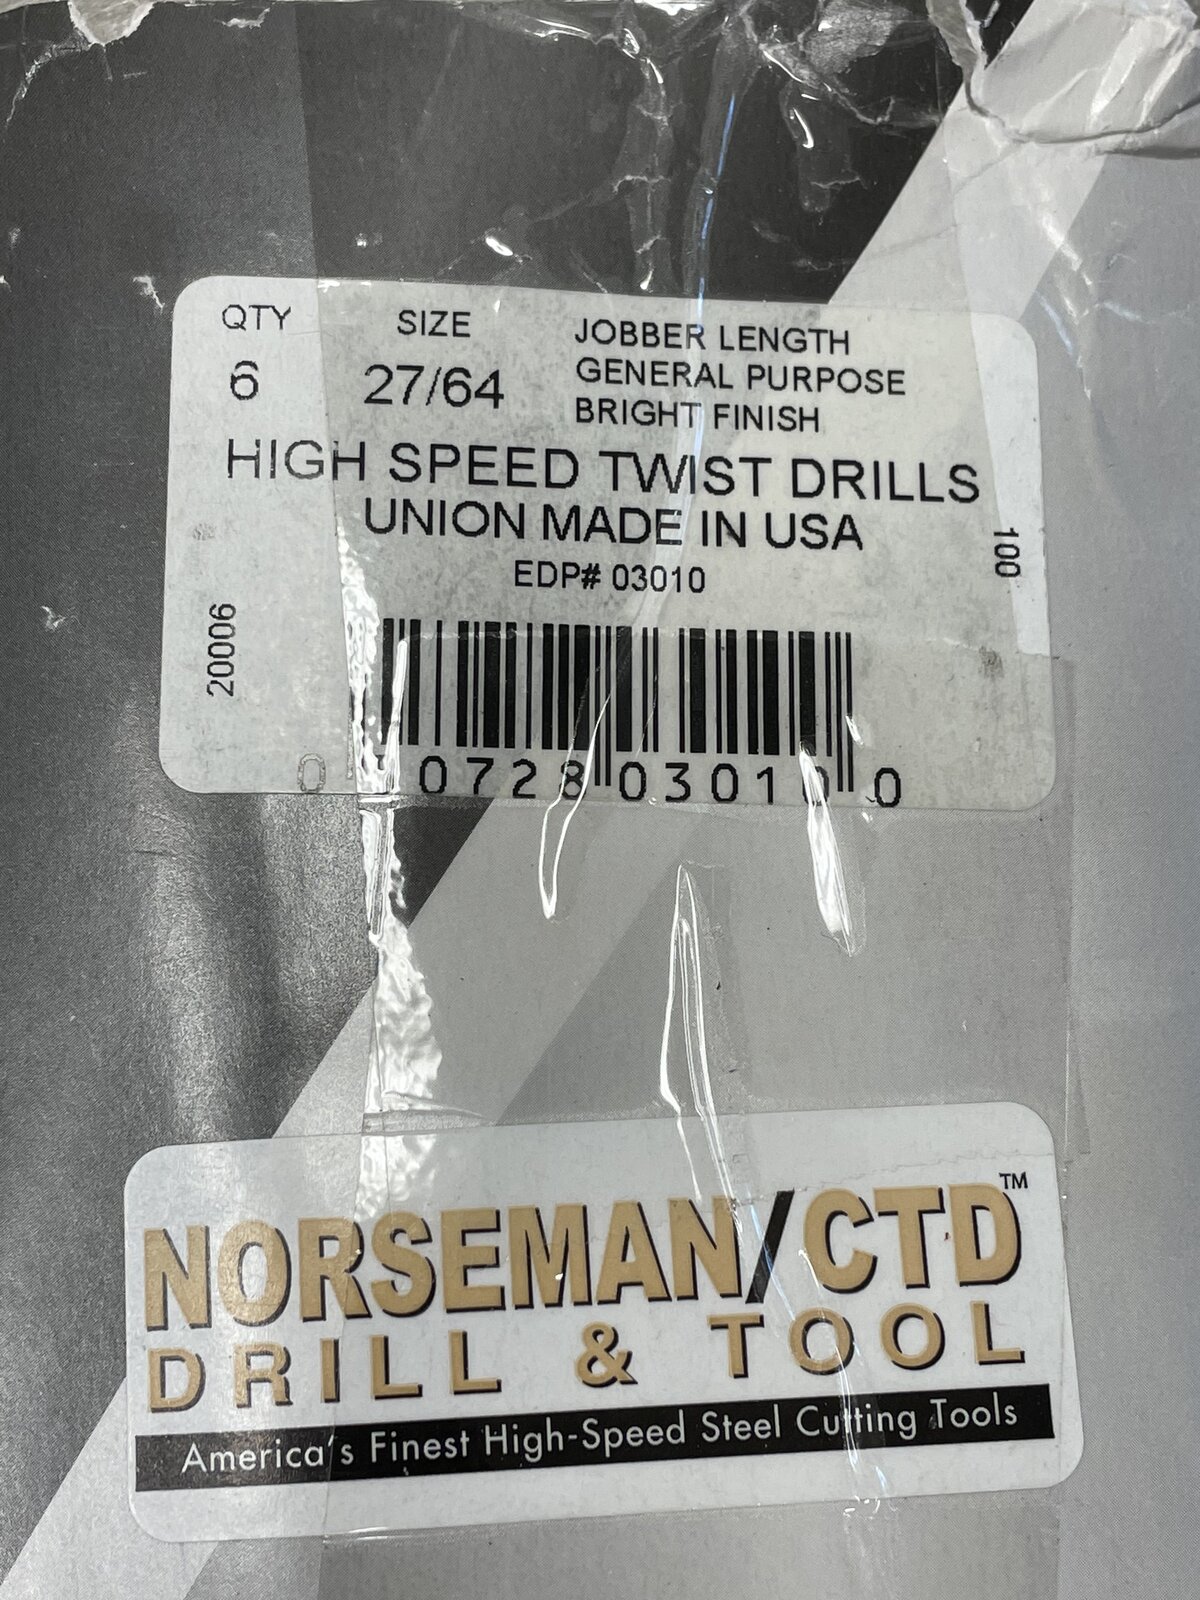 QTY
6
SIZE
27/64
JOBBER LENGTH
GENERAL PURPOSE
BRIGHT FINISH
HIGH SPEED TWIST DRILLS
UNION MADE IN USA
EDP# 03010
20006
100
0 0728 03010 0
NORSEMAN/CTD™
DRILL & TOOL
America's Finest High-Speed Steel Cutting Tools